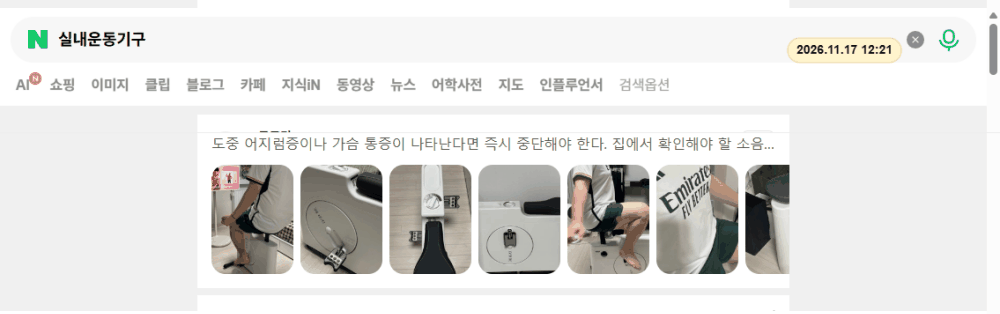 실내운동기구
2026.11.17 12:21
AI N 쇼핑 이미지 클립 블로그 카페 지식iN 동영상 뉴스 어학사전 지도 인플루언서 검색옵션
도중 어지럼증이나 가슴 통증이 나타난다면 즉시 중단해야 한다. 집에서 확인해야 할 소음...
Emirates
FLY BETTER